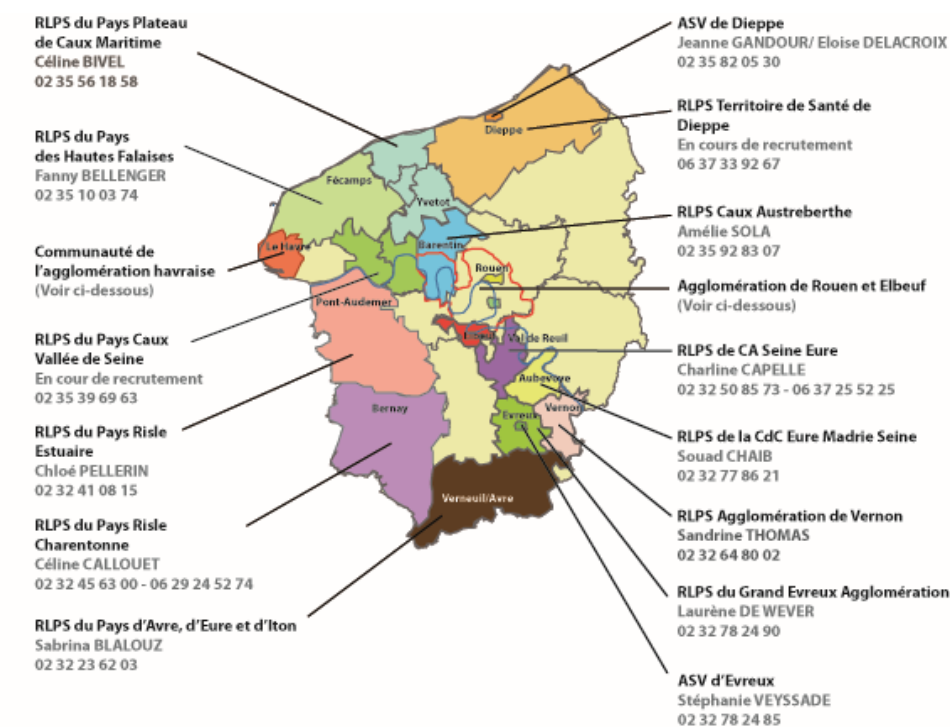 RLPS du Pays Plateau
de Caux Maritime
Céline BIVEL
02 35 56 18 58
RLPS du Pays
des Hautes Falaises
Fanny BELLENGER
02 35 10 03 74
Communauté de
l'agglomération havraise
(Voir ci-dessous)
RLPS du Pays Caux
Vallée de Seine
En cour de recrutement
02 35 39 69 63
RLPS du Pays Risle
Estuaire
Chloé PELLERIN
02 32 41 08 15
RLPS du Pays Risle
Charentonne
Céline CALLOUET
02 32 45 63 00 - 06 29 24 52 74
RLPS du Pays d'Avre, d'Eure et d'Iton
Sabrina BLALOUZ
02 32 23 62 03
Dieppe
Fécamps
Yvetot
Le Havre
Barentin
Rouen
Pont-Audemer
Elbeuf
Val de Reuil
Aubevoye
Bernay
Evreux
Vernon
Verneuil/Avre
ASV de Dieppe
Jeanne GANDOUR/ Eloise DELACROIX
02 35 82 05 30
RLPS Territoire de Santé de
Dieppe
En cours de recrutement
06 37 33 92 67
RLPS Caux Austreberthe
Amélie SOLA
02 35 92 83 07
Agglomération de Rouen et Elbeuf
(Voir ci-dessous)
RLPS de CA Seine Eure
Charline CAPELLE
02 32 50 85 73 - 06 37 25 52 25
RLPS de la CdC Eure Madrie Seine
Souad CHAIB
02 32 77 86 21
RLPS Agglomération de Vernon
Sandrine THOMAS
02 32 64 80 02
RLPS du Grand Evreux Agglomération
Laurène DE WEVER
02 32 78 24 90
ASV d'Evreux
Stéphanie VEYSSADE
02 32 78 24 85